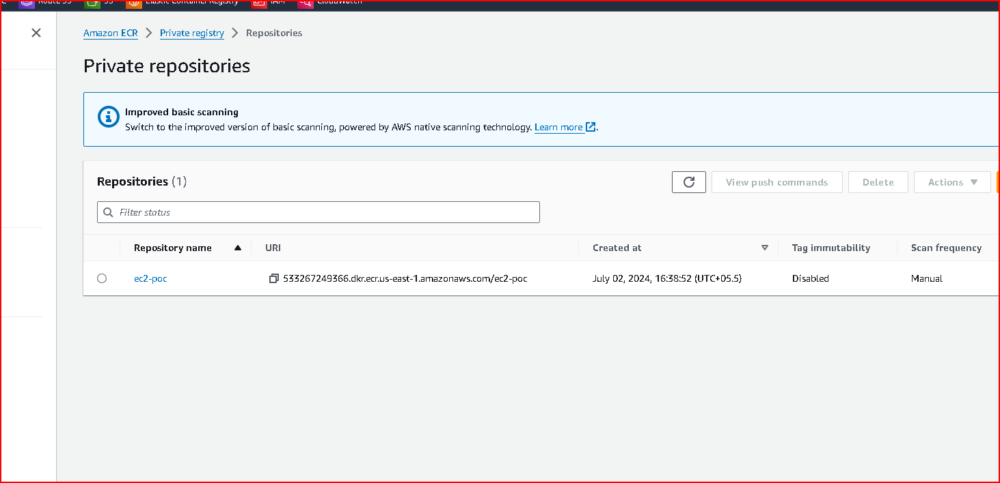 Elastic Container Registry
IAM
CloudWatch
Amazon ECR
Private registry
Repositories
Private repositories
Improved basic scanning
Switch to the improved version of basic scanning, powered by AWS native scanning technology. Learn more.
Repositories (1)
View push commands
Delete
Actions
Filter status
Repository name
URI
Created at
Tag immutability
Scan frequency
ec2-poc
533267249366.dkr.ecr.us-east-1.amazonaws.com/ec2-poc
July 02, 2024, 16:38:52 (UTC+05.5)
Disabled
Manual